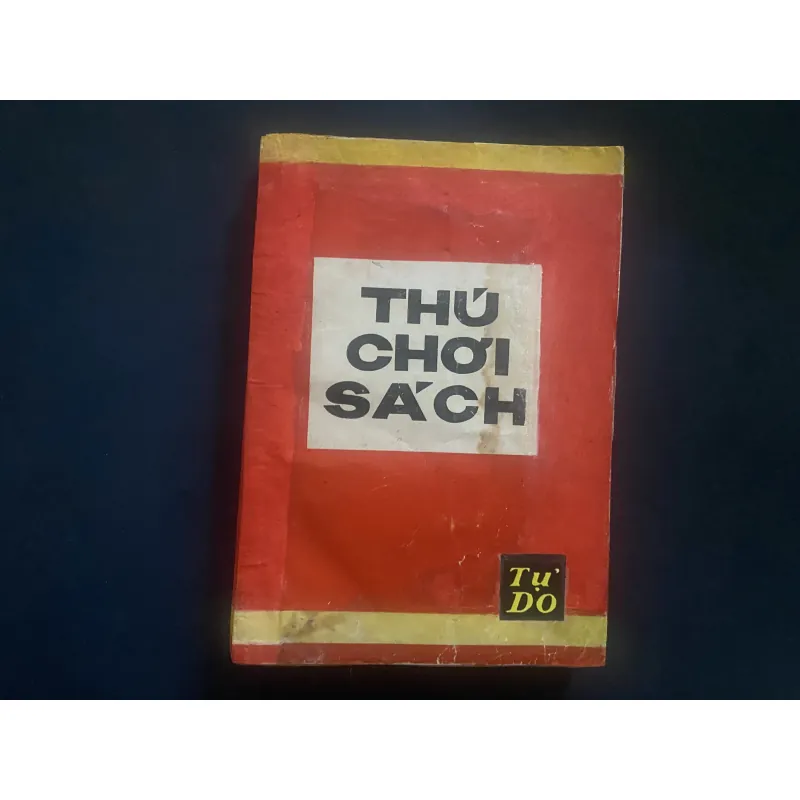 THÚ
CHƠI
SÁCH
TỰ
DO